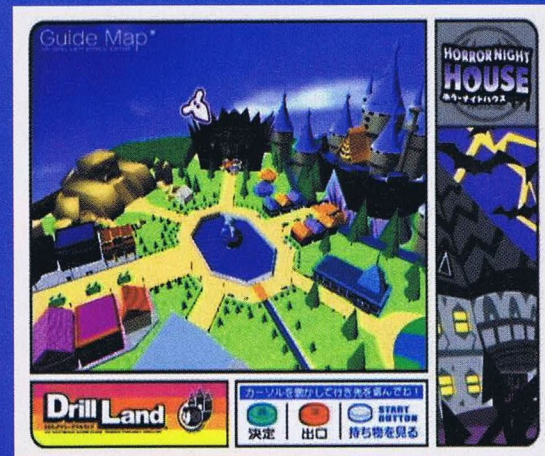 Guide Map*
HORROR NIGHT
HOUSE
ホラーナイトハウス
Drill Land
カーソルを動かして行き先を選んでね!
決定
出口
START
BUTTON
持ち物を見る